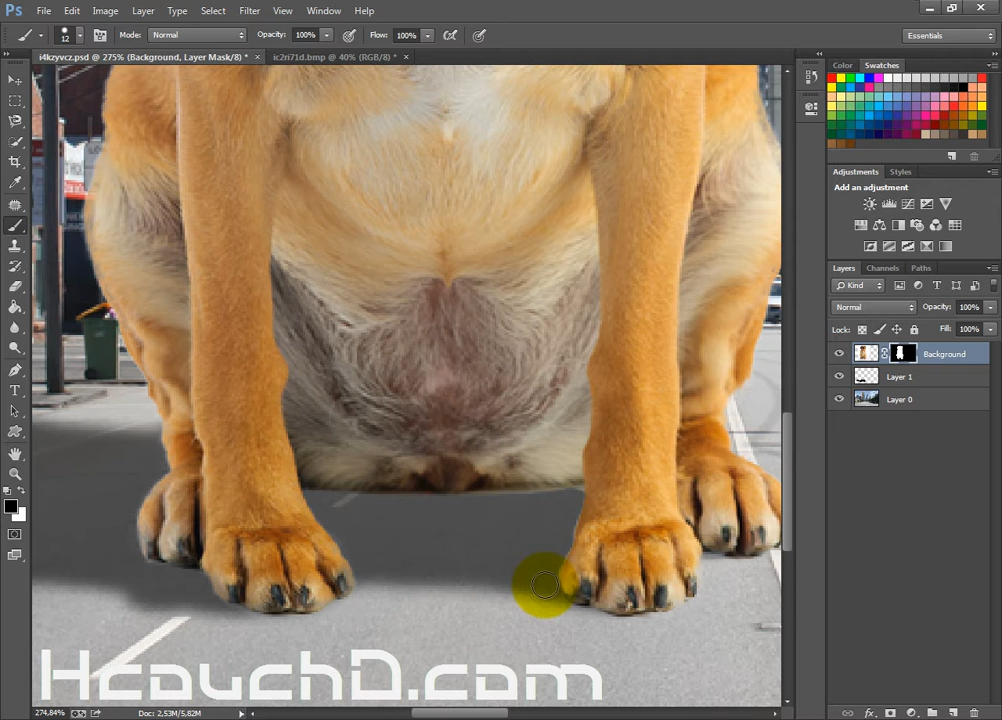 Ps File Edit Image Layer Type Select Filter View Window Help
12 Mode: Normal Opacity: 100% Flow: 100% Essentials
i4kzyvcz.psd @ 275% (Background, Layer Mask/8) * × ic2ri71d.bmp @ 40% (RGB/8) * ×
Color Swatches
Adjustments Styles
Add an adjustment
Layers Channels Paths
Kind
Normal Opacity: 100%
Lock: Fill: 100%
Background
Layer 1
Layer 0
HcouchD.com
274,84% Doc: 2,53M/5,82M fx